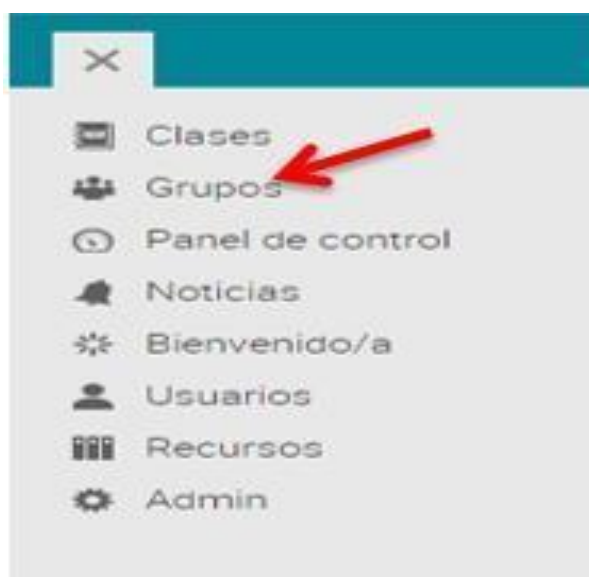 Clases
Grupos
Panel de control
Noticias
Bienvenido/a
Usuarios
Recursos
Admin